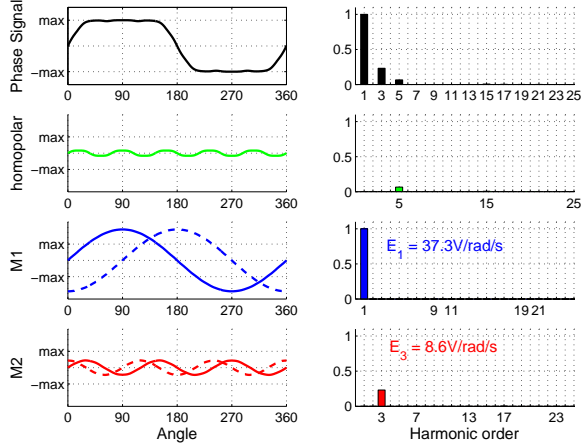 Phase Signal
max
−max
0 90 180 270 360
1
0.5
0
1 3 5 7 9 11 13 15 17 19 21 23 25
homopolar
max
−max
0 90 180 270 360
1
0.5
0
5 15 25
M1
max
−max
0 90 180 270 360
1
0.5
0
E1 = 37.3V/rad/s
1 9 11 19 21
M2
max
−max
0 90 180 270 360
Angle
1
0.5
0
E3 = 8.6V/rad/s
3 7 13 17 23
Harmonic order